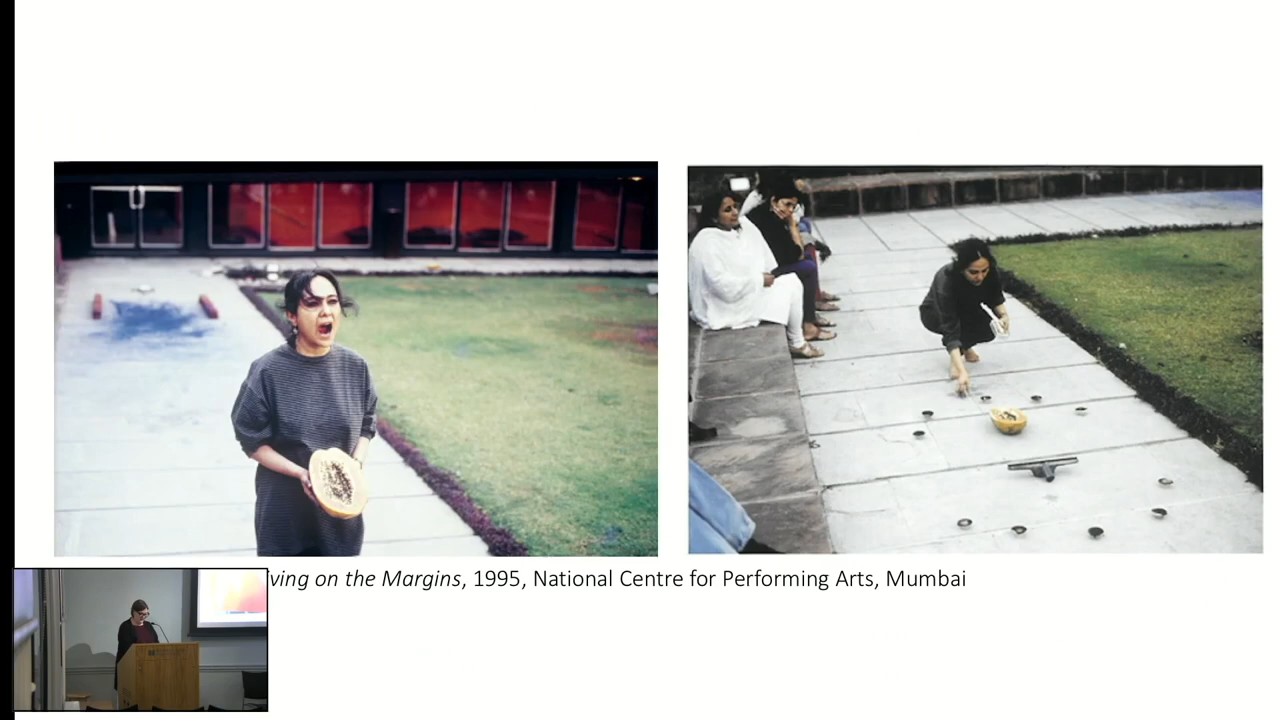 ving on the Margins, 1995, National Centre for Performing Arts, Mumbai